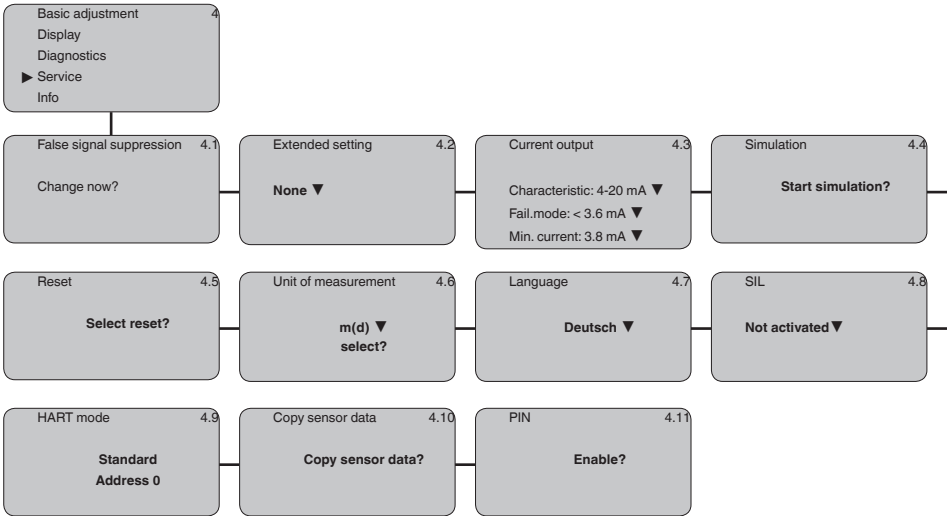 Basic adjustment 4
Display
Diagnostics
▶ Service
Info
False signal suppression 4.1
Change now?
Extended setting 4.2
None ▼
Current output 4.3
Characteristic: 4-20 mA ▼
Fail.mode: < 3.6 mA ▼
Min. current: 3.8 mA ▼
Simulation 4.4
Start simulation?
Reset 4.5
Select reset?
Unit of measurement 4.6
m(d) ▼
select?
Language 4.7
Deutsch ▼
SIL 4.8
Not activated ▼
HART mode 4.9
Standard
Address 0
Copy sensor data 4.10
Copy sensor data?
PIN 4.11
Enable?